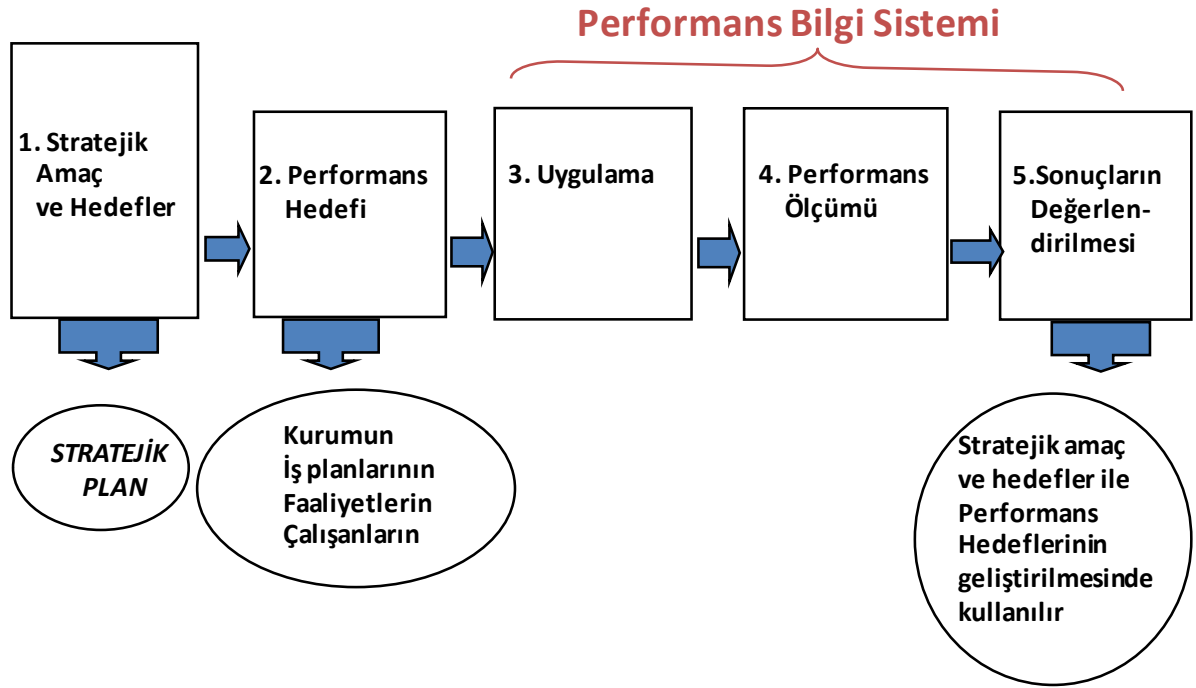 Performans Bilgi Sistemi
1. Stratejik
Amaç
ve Hedefler
2. Performans
Hedefi
3. Uygulama
4. Performans
Ölçümü
5.Sonuçların
Değerlen-
dirilmesi
STRATEJİK
PLAN
Kurumun
İş planlarının
Faaliyetlerin
Çalışanların
Stratejik amaç
ve hedefler ile
Performans
Hedeflerinin
geliştirilmesinde
kullanılır